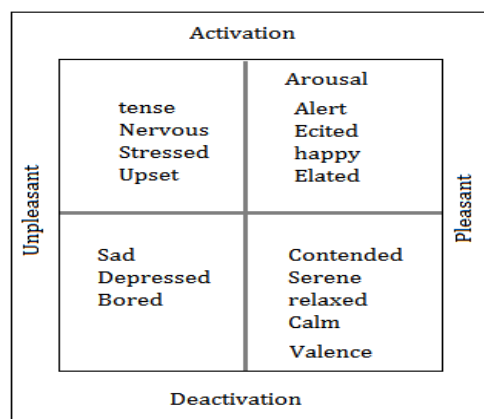 Activation
Arousal
tense
Nervous
Stressed
Upset
Alert
Ecited
happy
Elated
Unpleasant
Pleasant
Sad
Depressed
Bored
Contended
Serene
relaxed
Calm
Valence
Deactivation